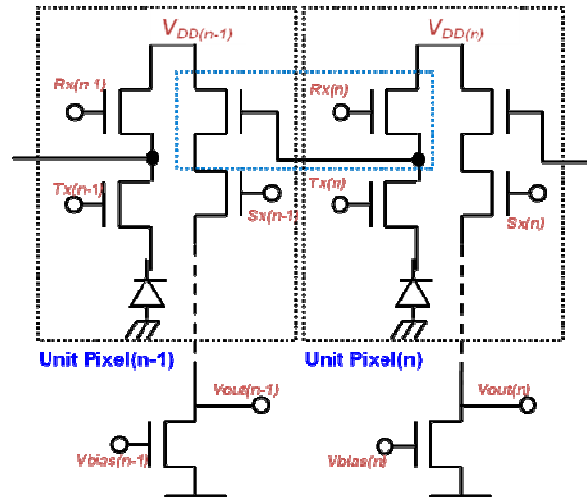 VDD(n-1)
VDD(n)
Rx(n-1)
Rx(n)
Tx(n-1)
Tx(n)
Sx(n-1)
Sx(n)
Unit Pixel(n-1)
Unit Pixel(n)
Vout(n-1)
Vout(n)
Vbias(n-1)
Vbias(n)